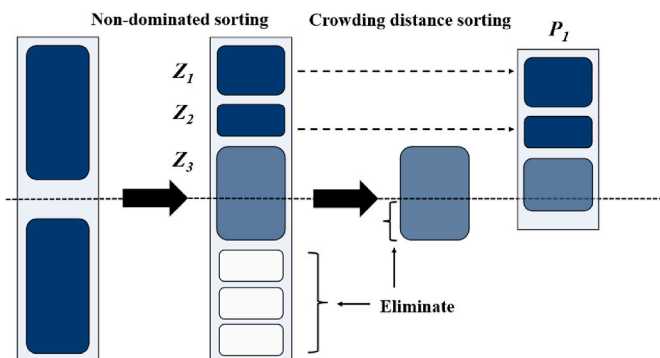 Non-dominated sorting
Crowding distance sorting
P1
Z1
Z2
Z3
Eliminate